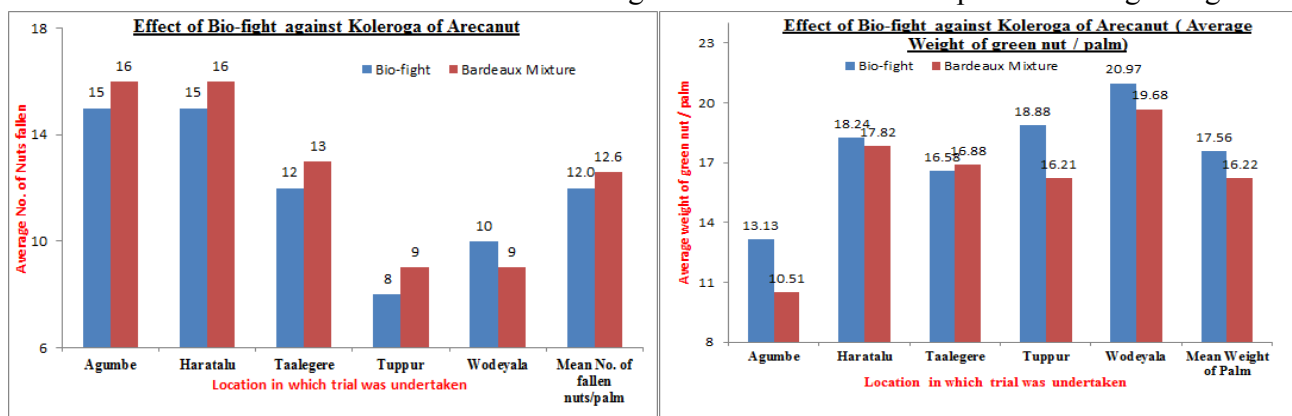 Effect of Bio-fight against Koleroga of Arecanut
Bio-fight
Bardeaux Mixture
Average No. of Nuts fallen
18
14
10
6
15
16
15
16
12
13
8
9
10
9
12.0
12.6
Agumbe
Haratalu
Taalegere
Tuppur
Wodeyala
Mean No. of
fallen
nuts/palm
Location in which trial was undertaken
Effect of Bio-fight against Koleroga of Arecanut ( Average
Weight of green nut / palm)
Bio-fight
Bardeaux Mixture
Average weight of green nut / palm
23
20
17
14
11
8
13.13
10.51
18.24
17.82
16.58
16.88
18.88
16.21
20.97
19.68
17.56
16.22
Agumbe
Haratalu
Taalegere
Tuppur
Wodeyala
Mean Weight
of Palm
Location in which trial was undertaken